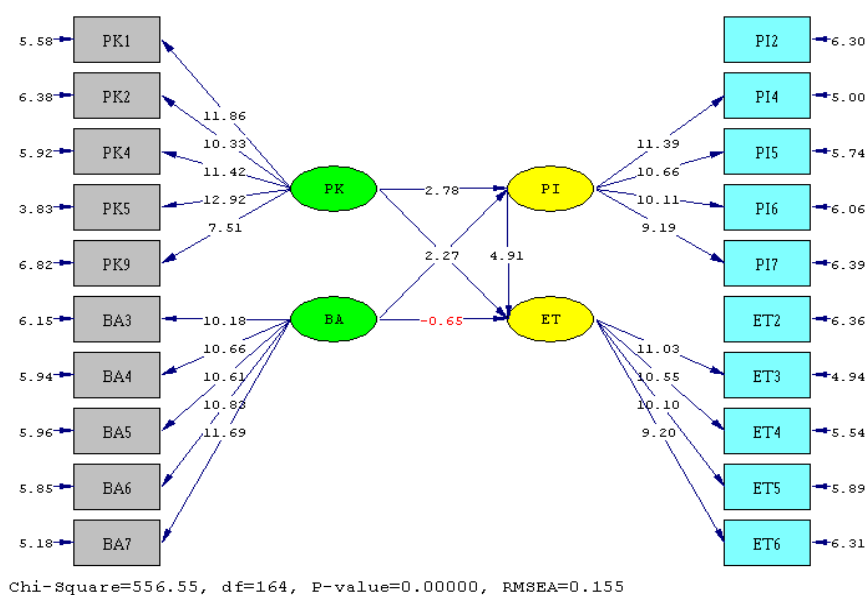 5.58 PK1 PI2 6.30
6.38 PK2 PI4 5.00
11.86
10.33 11.39
5.92 PK4 PI5 5.74
11.42 10.66
3.83 PK5 12.92 PK 2.78 PI 10.11 PI6 6.06
7.51 9.19
6.82 PK9 2.27 4.91 PI7 6.39
6.15 BA3 10.18 BA -0.65 ET ET2 6.36
10.66 11.03
5.94 BA4 10.61 10.55 ET3 4.94
10.83 10.10
5.96 BA5 11.69 9.20 ET4 5.54
5.85 BA6 ET5 5.89
5.18 BA7 ET6 6.31
Chi-Square=556.55, df=164, P-value=0.00000, RMSEA=0.155